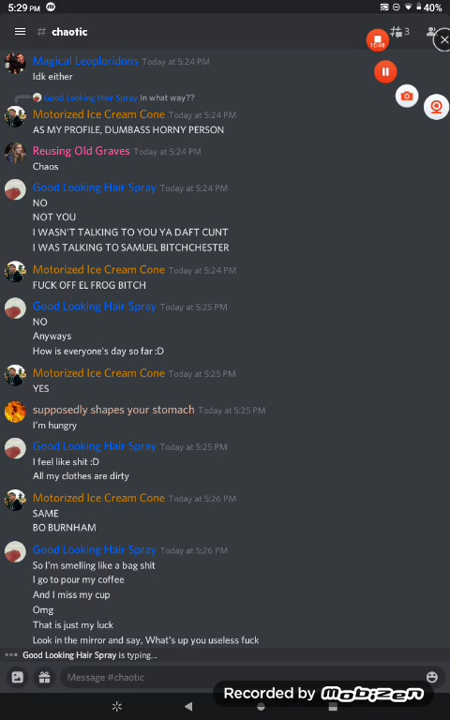 5:29 PM
40%
# chaotic
10:48
3
Magical Leoploridons Today at 5:24 PM
Idk either
Good Looking Hair Spray In what way??
Motorized Ice Cream Cone Today at 5:24 PM
AS MY PROFILE, DUMBASS HORNY PERSON
Reusing Old Graves Today at 5:24 PM
Chaos
Good Looking Hair Spray Today at 5:24 PM
NO
NOT YOU
I WASN'T TALKING TO YOU YA DAFT CUNT
I WAS TALKING TO SAMUEL BITCHCHESTER
Motorized Ice Cream Cone Today at 5:24 PM
FUCK OFF EL FROG BITCH
Good Looking Hair Spray Today at 5:25 PM
NO
Anyways
How is everyone's day so far :D
Motorized Ice Cream Cone Today at 5:25 PM
YES
supposedly shapes your stomach Today at 5:25 PM
I'm hungry
Good Looking Hair Spray Today at 5:25 PM
I feel like shit :D
All my clothes are dirty
Motorized Ice Cream Cone Today at 5:26 PM
SAME
BO BURNHAM
Good Looking Hair Spray Today at 5:26 PM
So I'm smelling like a bag shit
I go to pour my coffee
And I miss my cup
Omg
That is just my luck
Look in the mirror and say, What's up you useless fuck
Good Looking Hair Spray is typing...
Message #chaotic
Recorded by Mobizen